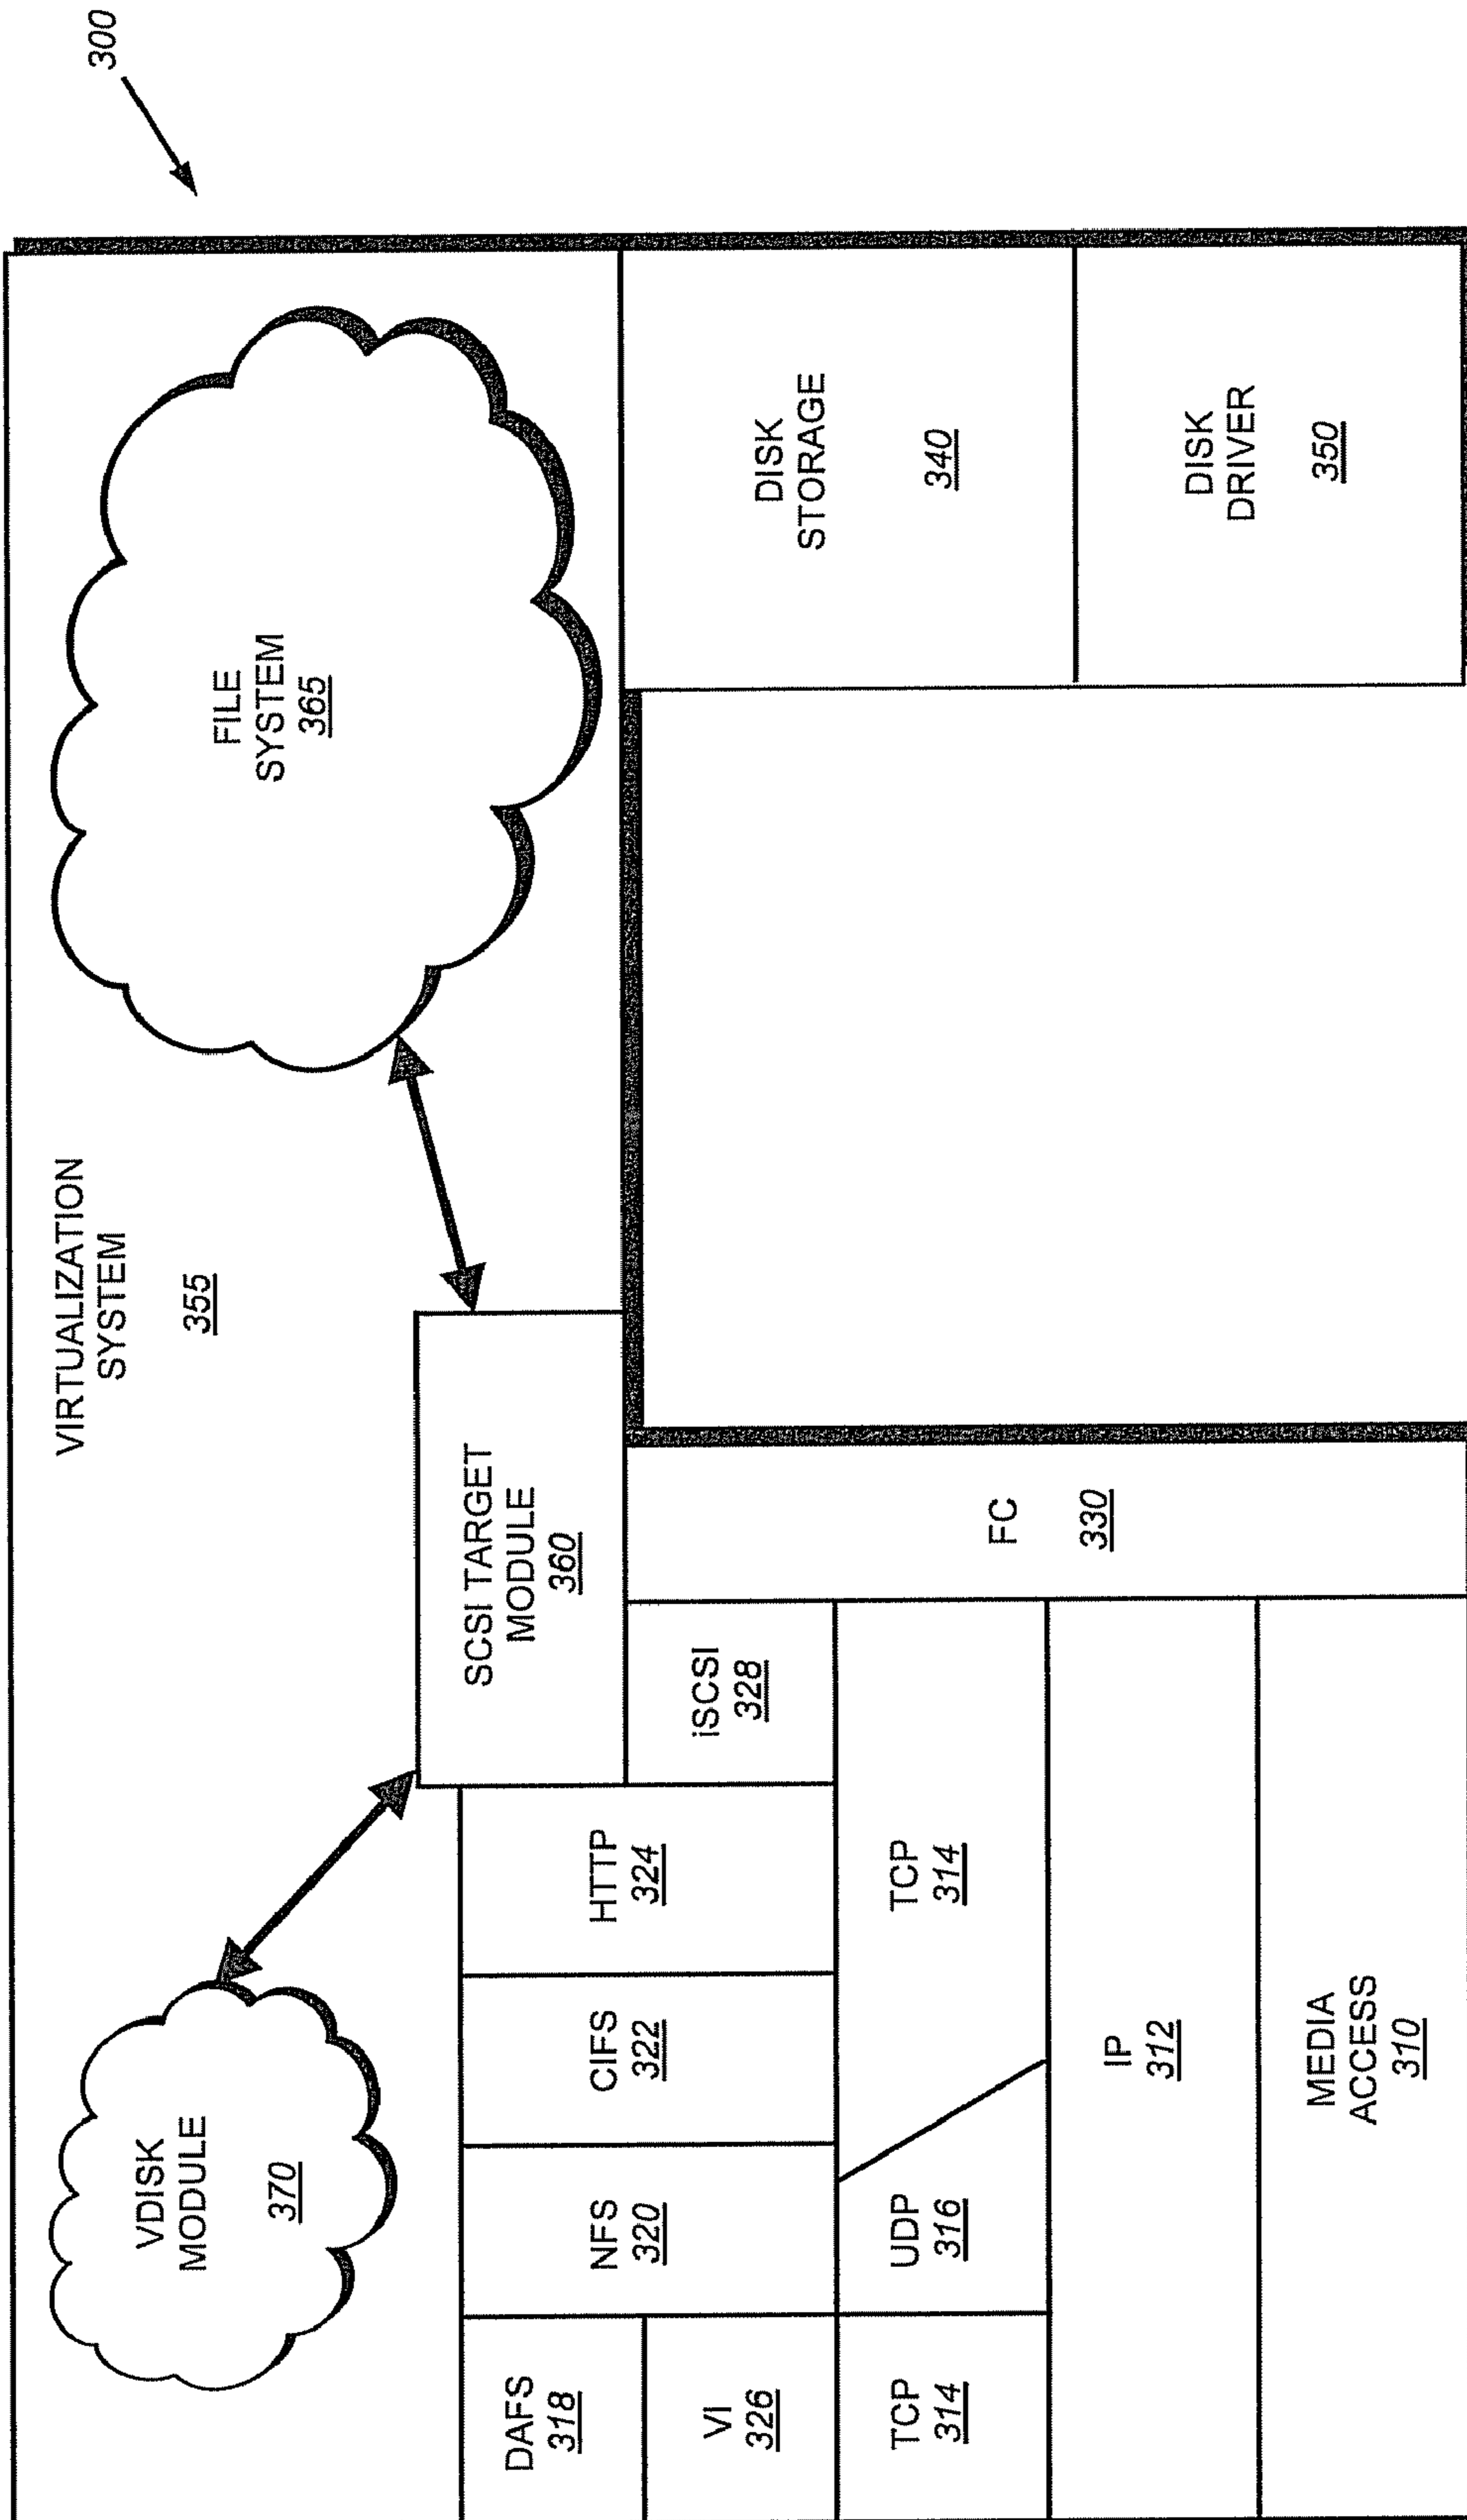 300
VIRTUALIZATION
SYSTEM
355
VDISK
MODULE
370
FILE
SYSTEM
365
SCSI TARGET
MODULE
360
DAFS
318
VI
326
NFS
320
CIFS
322
HTTP
324
iSCSI
328
TCP
314
UDP
316
TCP
314
IP
312
MEDIA
ACCESS
310
FC
330
DISK
STORAGE
340
DISK
DRIVER
350